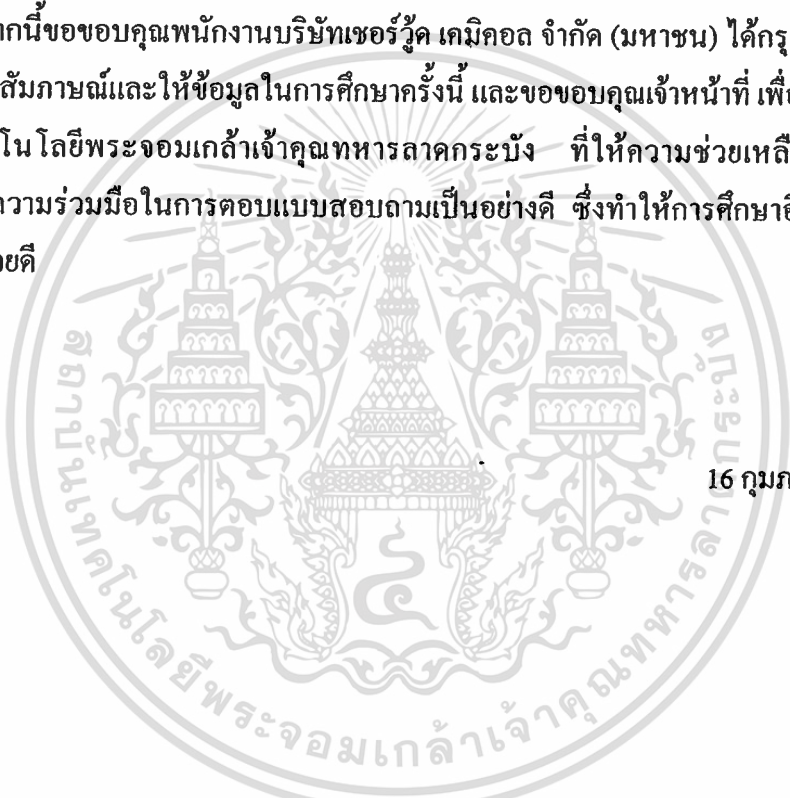 ากนี้ขอขอบคุณพนักงานบริษัทเชอร์วู้ด เคมิคอล จำกัด (มหาชน) ได้กรุ
สัมภาษณ์และให้ข้อมูลในการศึกษาครั้งนี้ และขอขอบคุณเจ้าหน้าที่ เพื่
โนโลยีพระจอมเกล้าเจ้าคุณทหารลาดกระบัง ที่ให้ความช่วยเหลื
ความร่วมมือในการตอบแบบสอบถามเป็นอย่างดี ซึ่งทำให้การศึกษาอิ
วยดี
16 กุมภ
สถาบันเทคโนโลยีพระจอมเกล้าเจ้าคุณทหารลาดกระบัง